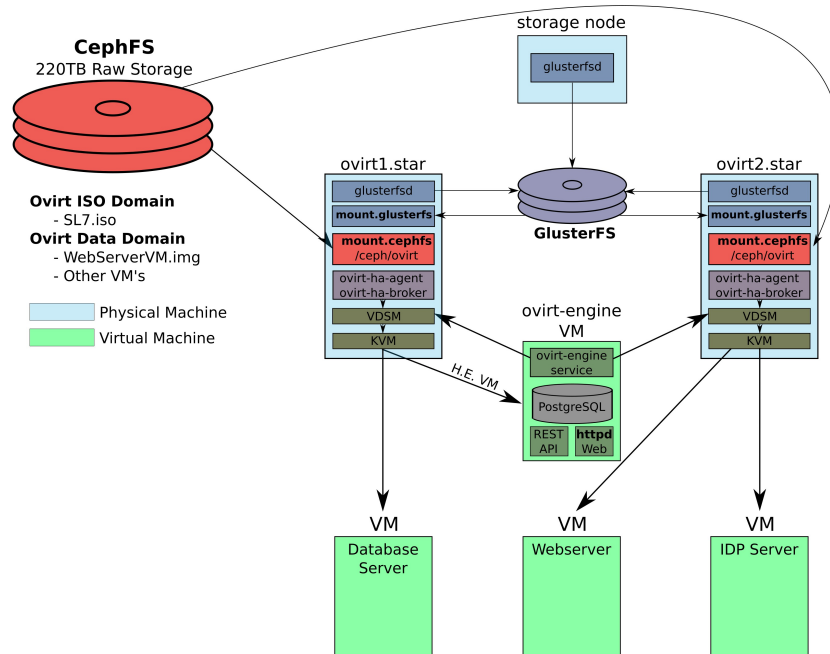 CephFS
220TB Raw Storage
storage node
glusterfsd
Ovirt ISO Domain
- SL7.iso
Ovirt Data Domain
- WebServerVM.img
- Other VM's
Physical Machine
Virtual Machine
ovirt1.star
glusterfsd
mount.glusterfs
mount.cephfs
/ceph/ovirt
ovirt-ha-agent
ovirt-ha-broker
VDSM
KVM
GlusterFS
ovirt2.star
glusterfsd
mount.glusterfs
mount.cephfs
/ceph/ovirt
ovirt-ha-agent
ovirt-ha-broker
VDSM
KVM
ovirt-engine
VM
ovirt-engine
service
PostgreSQL
REST
API
httpd
Web
H.E. VM
VM
Database
Server
VM
Webserver
VM
IDP Server